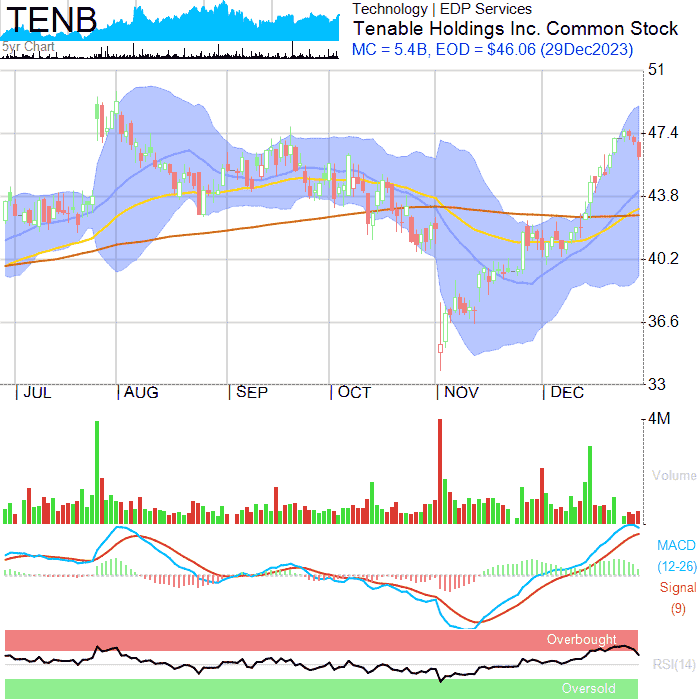 TENB
5yr Chart
Technology | EDP Services
Tenable Holdings Inc. Common Stock
MC = 5.4B, EOD = $46.06 (29Dec2023)
51
47.4
43.8
40.2
36.6
33
| JUL | AUG | SEP | OCT | NOV | DEC
4M
Volume
MACD
(12-26)
Signal
(9)
Overbought
RSI(14)
Oversold